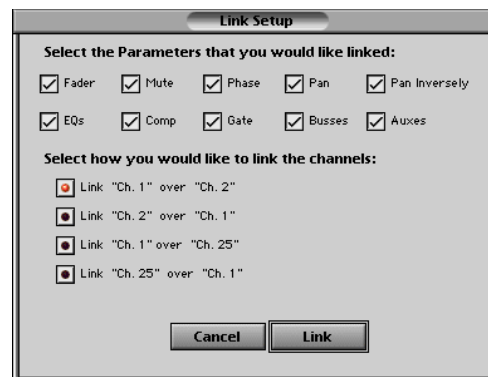 Link Setup
Select the Parameters that you would like linked:
Fader Mute Phase Pan Pan Inversely
EQs Comp Gate Busses Auxes
Select how you would like to link the channels:
Link "Ch. 1" over "Ch. 2"
Link "Ch. 2" over "Ch. 1"
Link "Ch. 1" over "Ch. 25"
Link "Ch. 25" over "Ch. 1"
Cancel Link